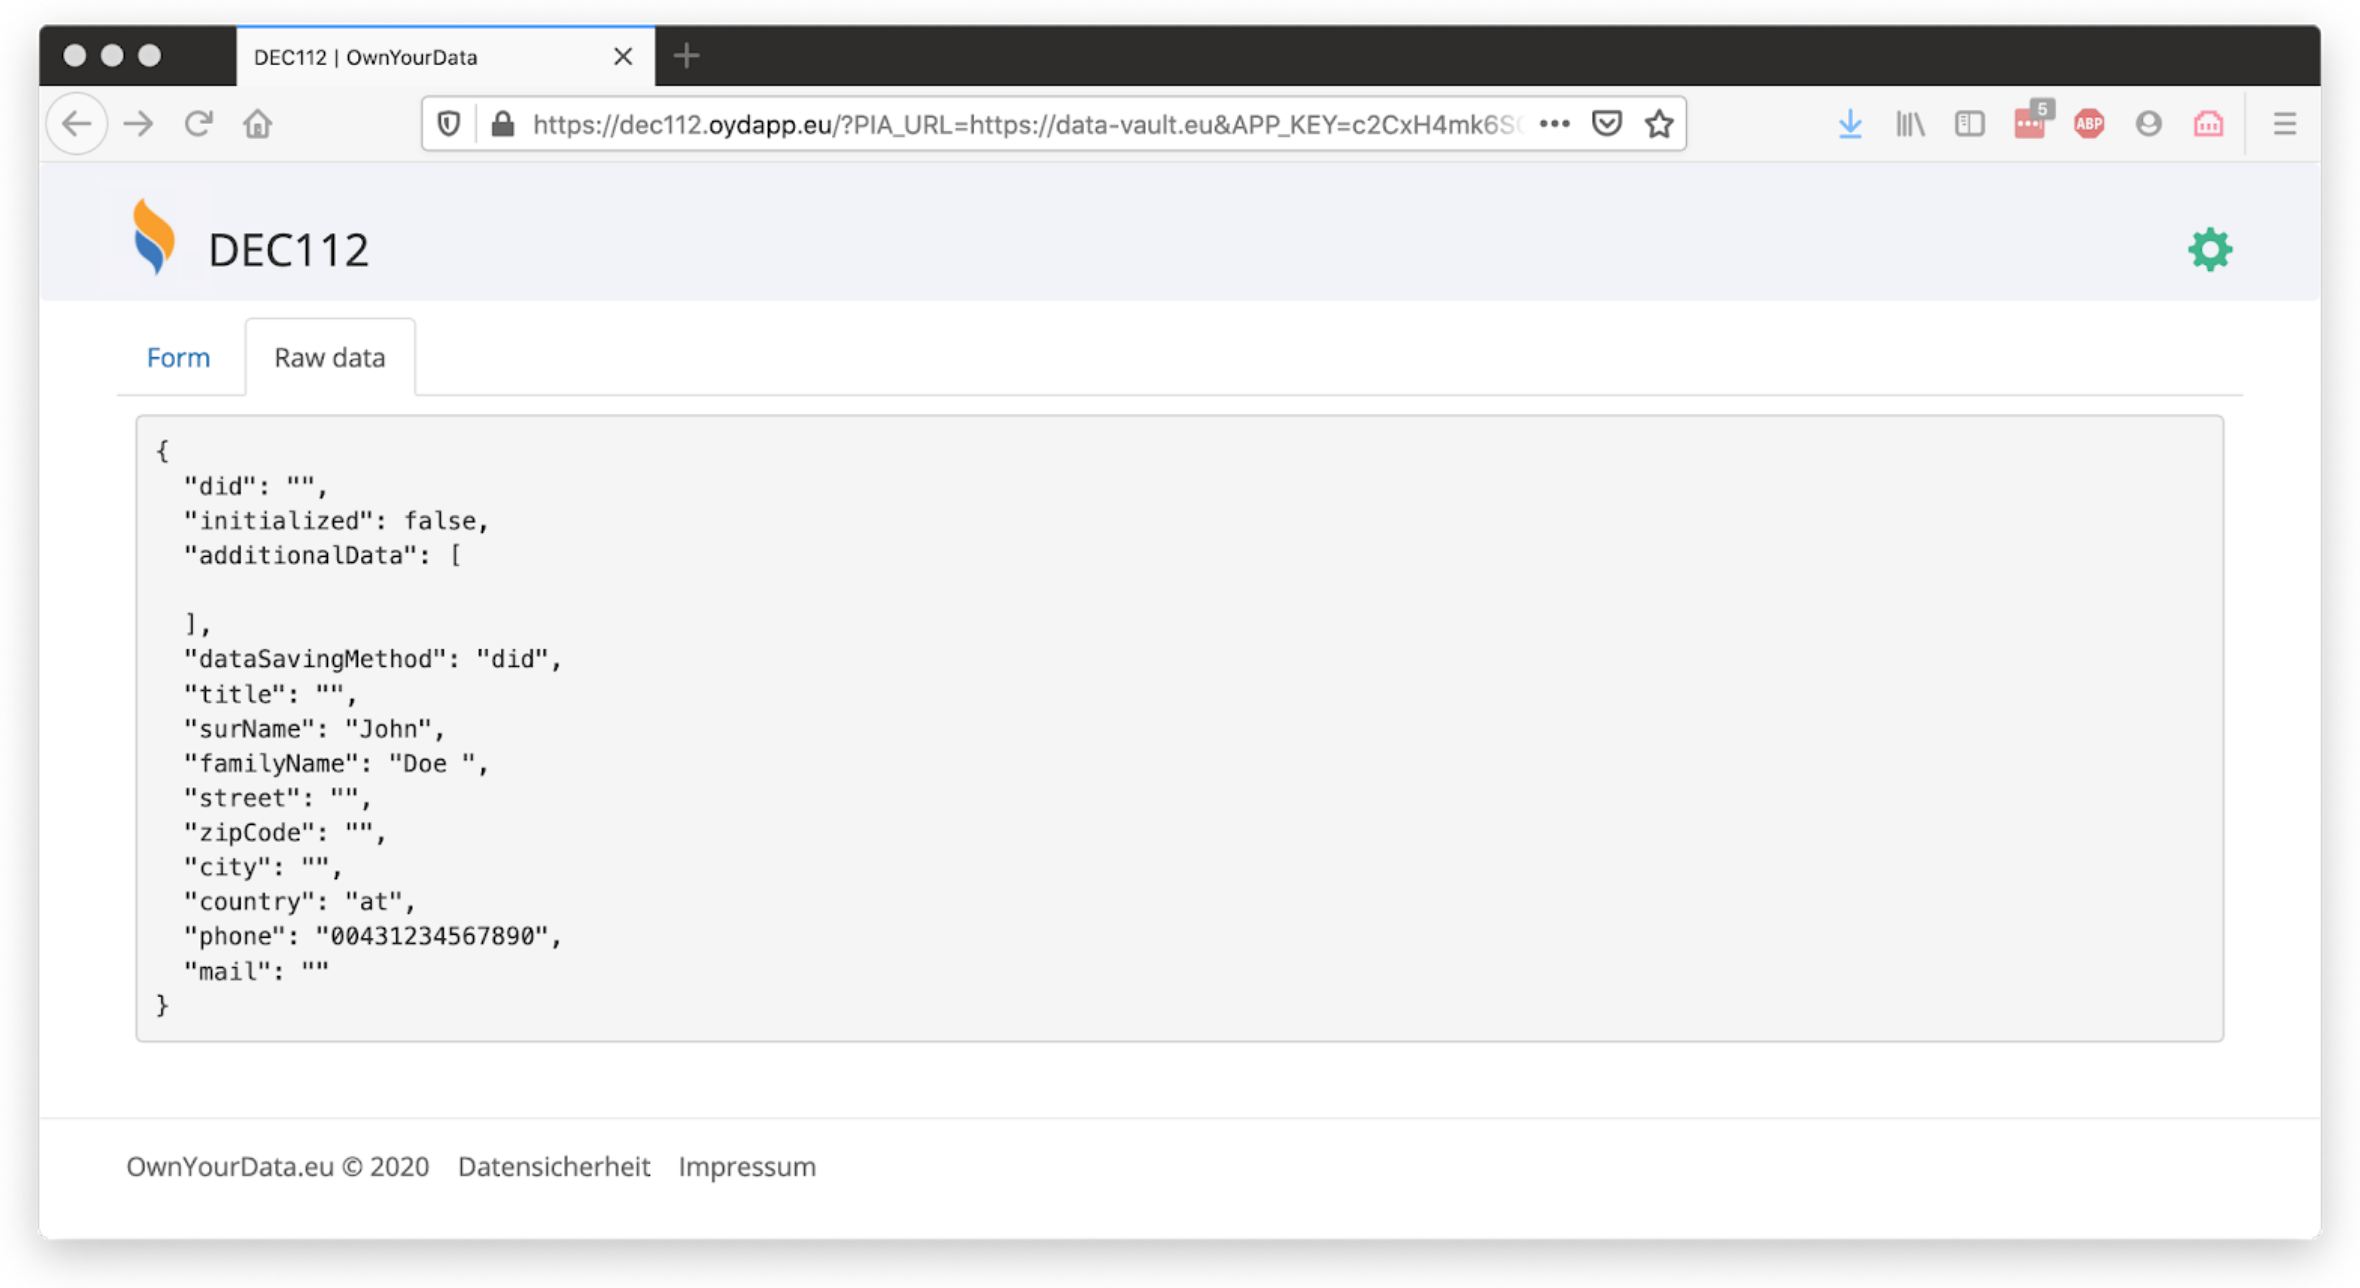 DEC112 | OwnYourData
https://dec112.oydapp.eu/?PIA_URL=https://data-vault.eu&APP_KEY=c2CxH4mk6S
5
ABP
DEC112
Form
Raw data
{
"did": "",
"initialized": false,
"additionalData": [
],
"dataSavingMethod": "did",
"title": "",
"surName": "John",
"familyName": "Doe ",
"street": "",
"zipCode": "",
"city": "",
"country": "at",
"phone": "00431234567890",
"mail": ""
}
OwnYourData.eu © 2020 Datensicherheit Impressum